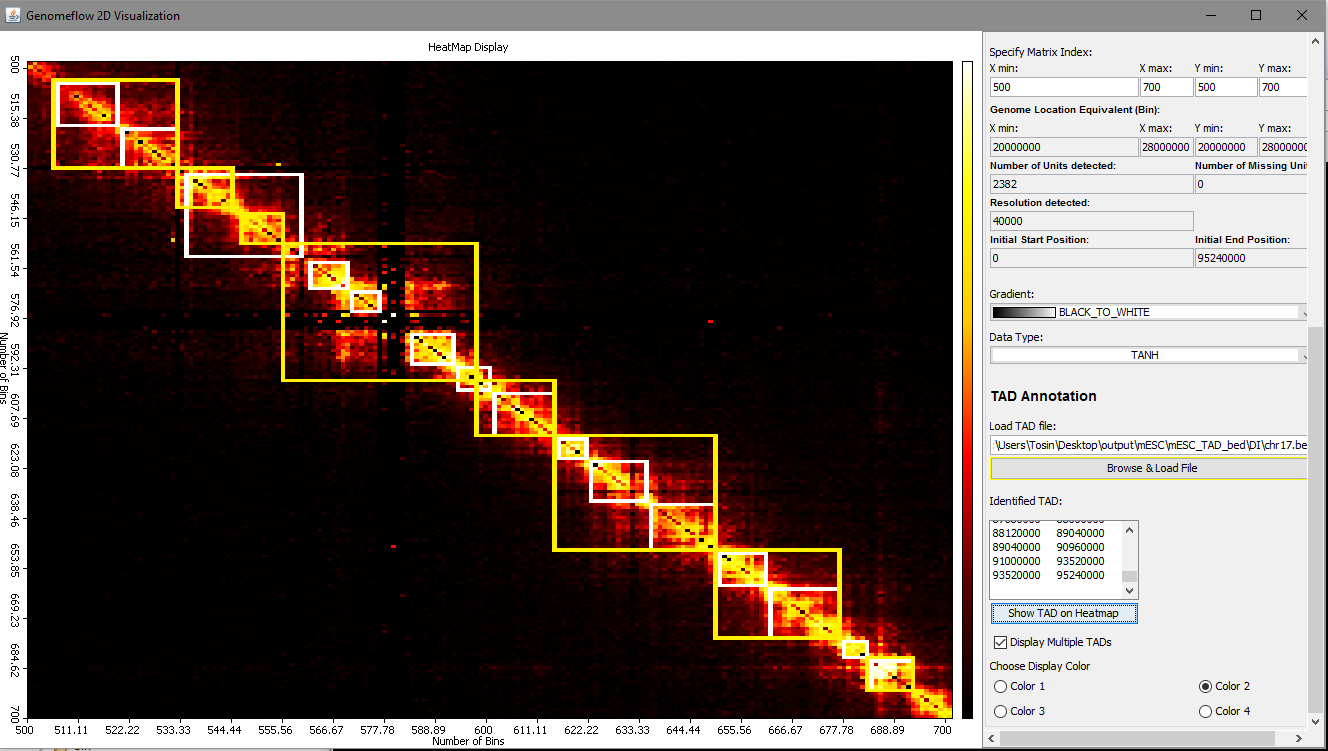 Genomeflow 2D Visualization
HeatMap Display
500
515.38
530.77
546.15
561.54
576.92
592.31
607.69
623.08
638.46
653.85
669.23
684.62
700
Number of Bins
500 511.11 522.22 533.33 544.44 555.56 566.67 577.78 588.89 600 611.11 622.22 633.33 644.44 655.56 666.67 677.78 688.89 700
Number of Bins
Specify Matrix Index:
X min: X max: Y min: Y max:
500 700 500 700
Genome Location Equivalent (Bin):
X min: X max: Y min: Y max:
20000000 28000000 20000000 28000000
Number of Units detected: Number of Missing Uni
2382 0
Resolution detected:
40000
Initial Start Position: Initial End Position:
0 95240000
Gradient:
BLACK_TO_WHITE
Data Type:
TANH
TAD Annotation
Load TAD file:
:\Users\Tosin\Desktop\output\mESC\mESC_TAD_bed\DI\chr17.be
Browse & Load File
Identified TAD:
88120000 89040000
89040000 90960000
91000000 93520000
93520000 95240000
Show TAD on Heatmap
Display Multiple TADs
Choose Display Color
Color 1 Color 2
Color 3 Color 4